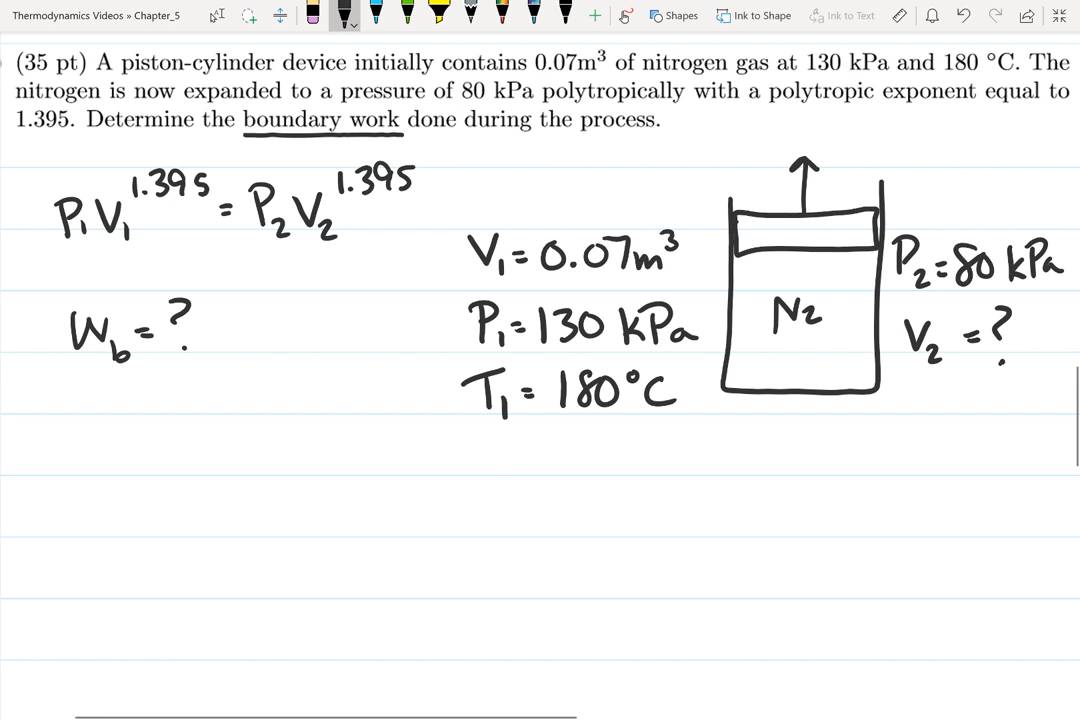 Thermodynamics Videos » Chapter_5
Shapes
Ink to Shape
Ink to Text
(35 pt) A piston-cylinder device initially contains 0.07m³ of nitrogen gas at 130 kPa and 180 °C. The
nitrogen is now expanded to a pressure of 80 kPa polytropically with a polytropic exponent equal to
1.395. Determine the boundary work done during the process.
P₁V₁^1.395 = P₂V₂^1.395
W_b = ?
V₁ = 0.07m³
P₁ = 130 kPa
T₁ = 180°C
N₂
P₂ = 80 kPa
V₂ = ?